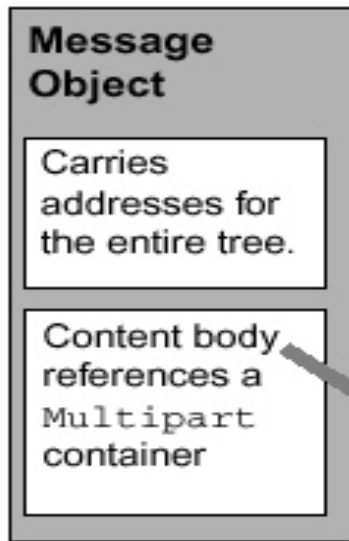 Message
Object
Carries
addresses for
the entire tree.
Content body
references a
Multipart
container